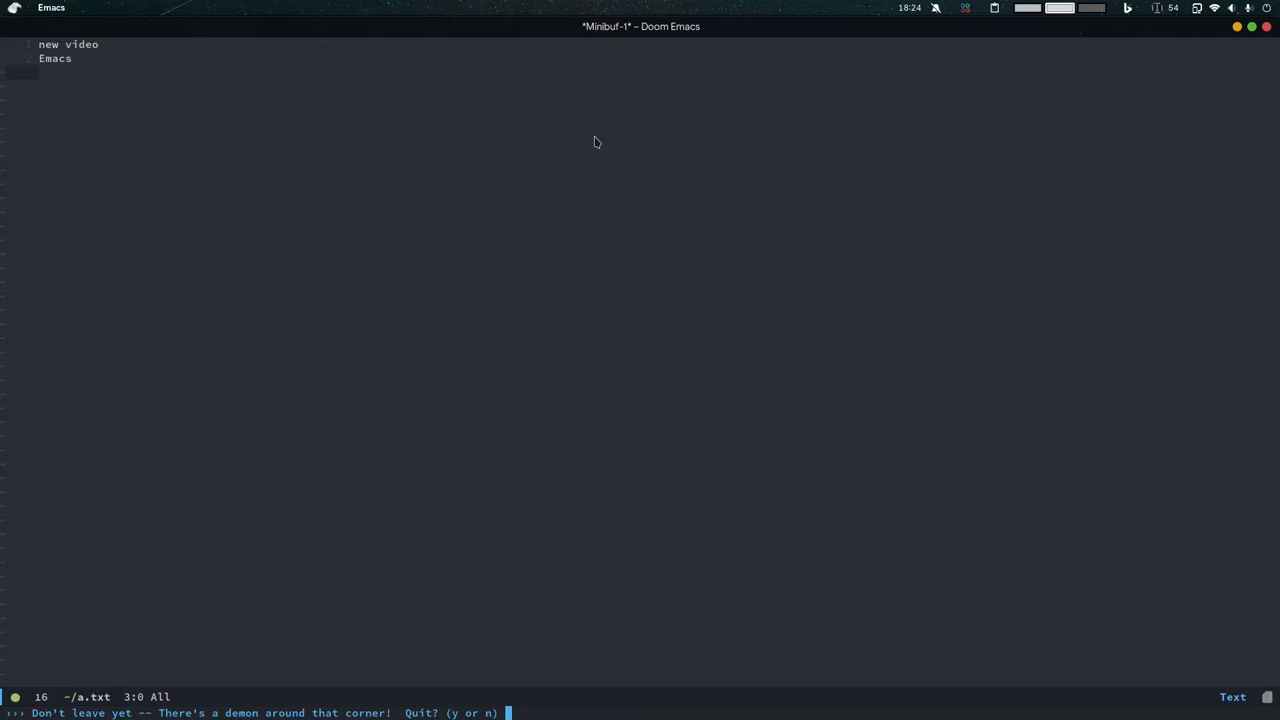 Emacs
18:24
54
*Minibuf-1* – Doom Emacs
1 new video
2 Emacs
16 ~/a.txt 3:0 All
Text
››› Don't leave yet -- There's a demon around that corner!  Quit? (y or n)